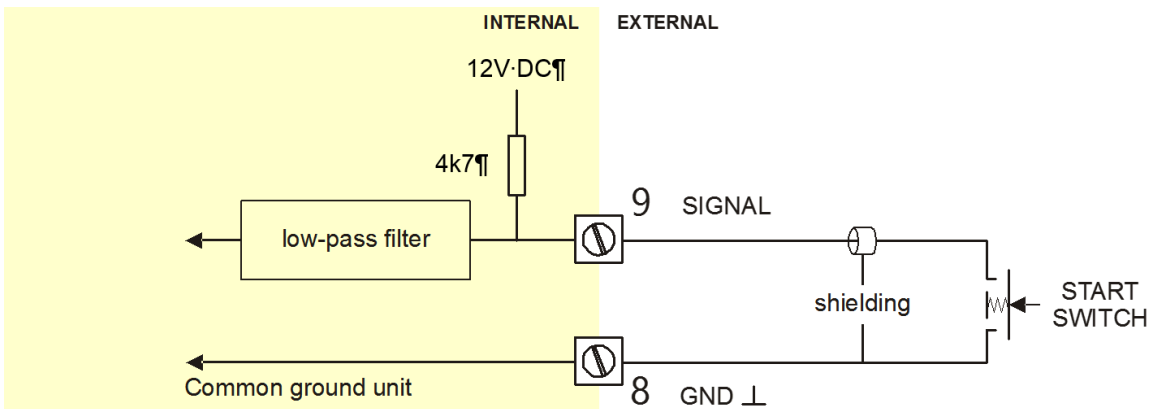 INTERNAL EXTERNAL
12V·DC¶
4k7¶
9 SIGNAL
low-pass filter
shielding
START
SWITCH
Common ground unit
8 GND ⊥